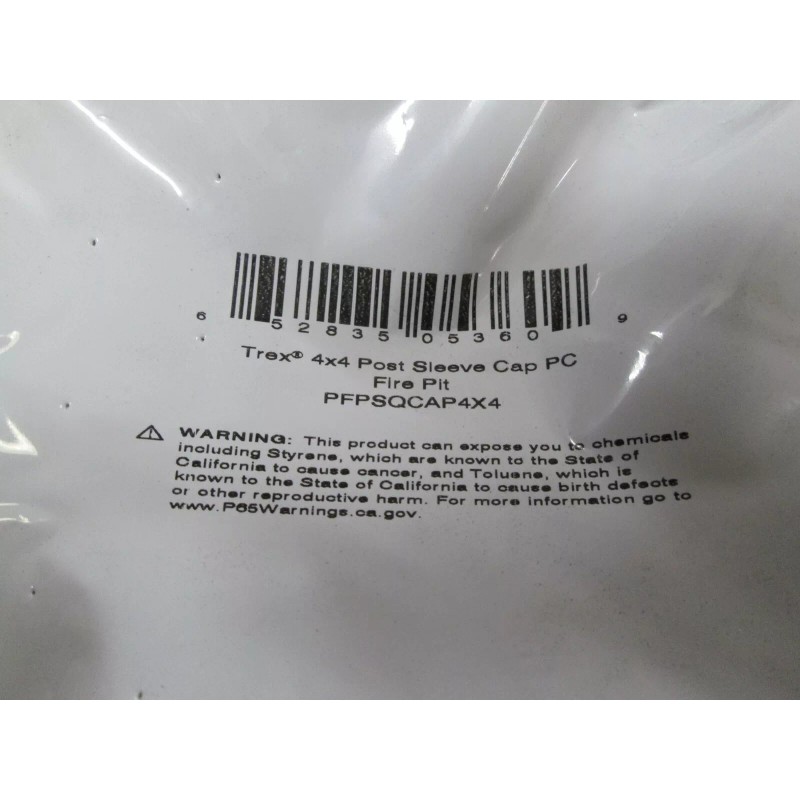 6 52835 05360 9
Trex® 4x4 Post Sleeve Cap PC
Fire Pit
PFPSQCAP4X4
⚠ WARNING: This product can expose you to chemicals
including Styrene, which are known to the State of
California to cause cancer, and Toluene, which is
known to the State of California to cause birth defects
or other reproductive harm. For more information go to
www.P65Warnings.ca.gov.